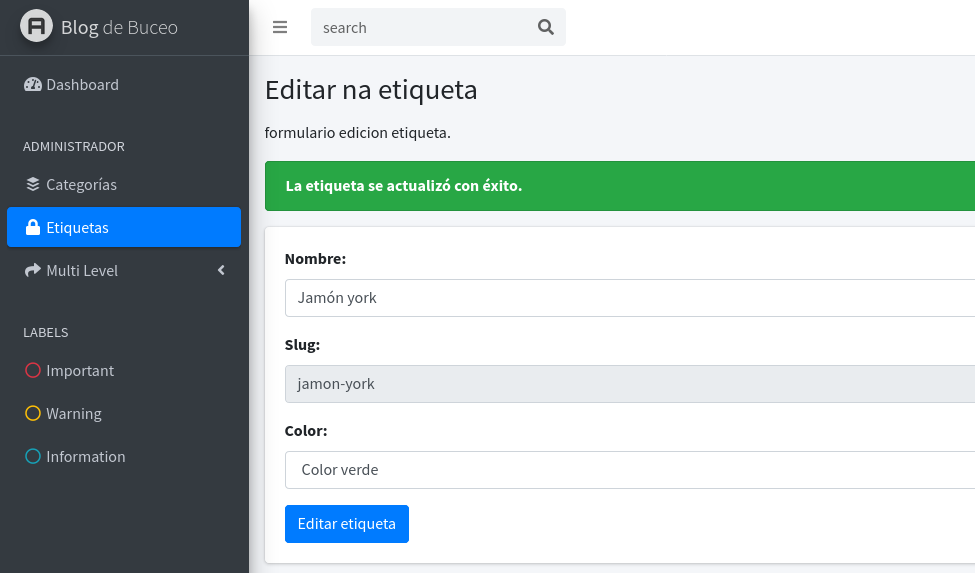 Blog de Buceo
search
Dashboard
ADMINISTRADOR
Categorías
Etiquetas
Multi Level
LABELS
Important
Warning
Information
Editar na etiqueta
formulario edicion etiqueta.
La etiqueta se actualizó con éxito.
Nombre:
Jamón york
Slug:
jamon-york
Color:
Color verde
Editar etiqueta